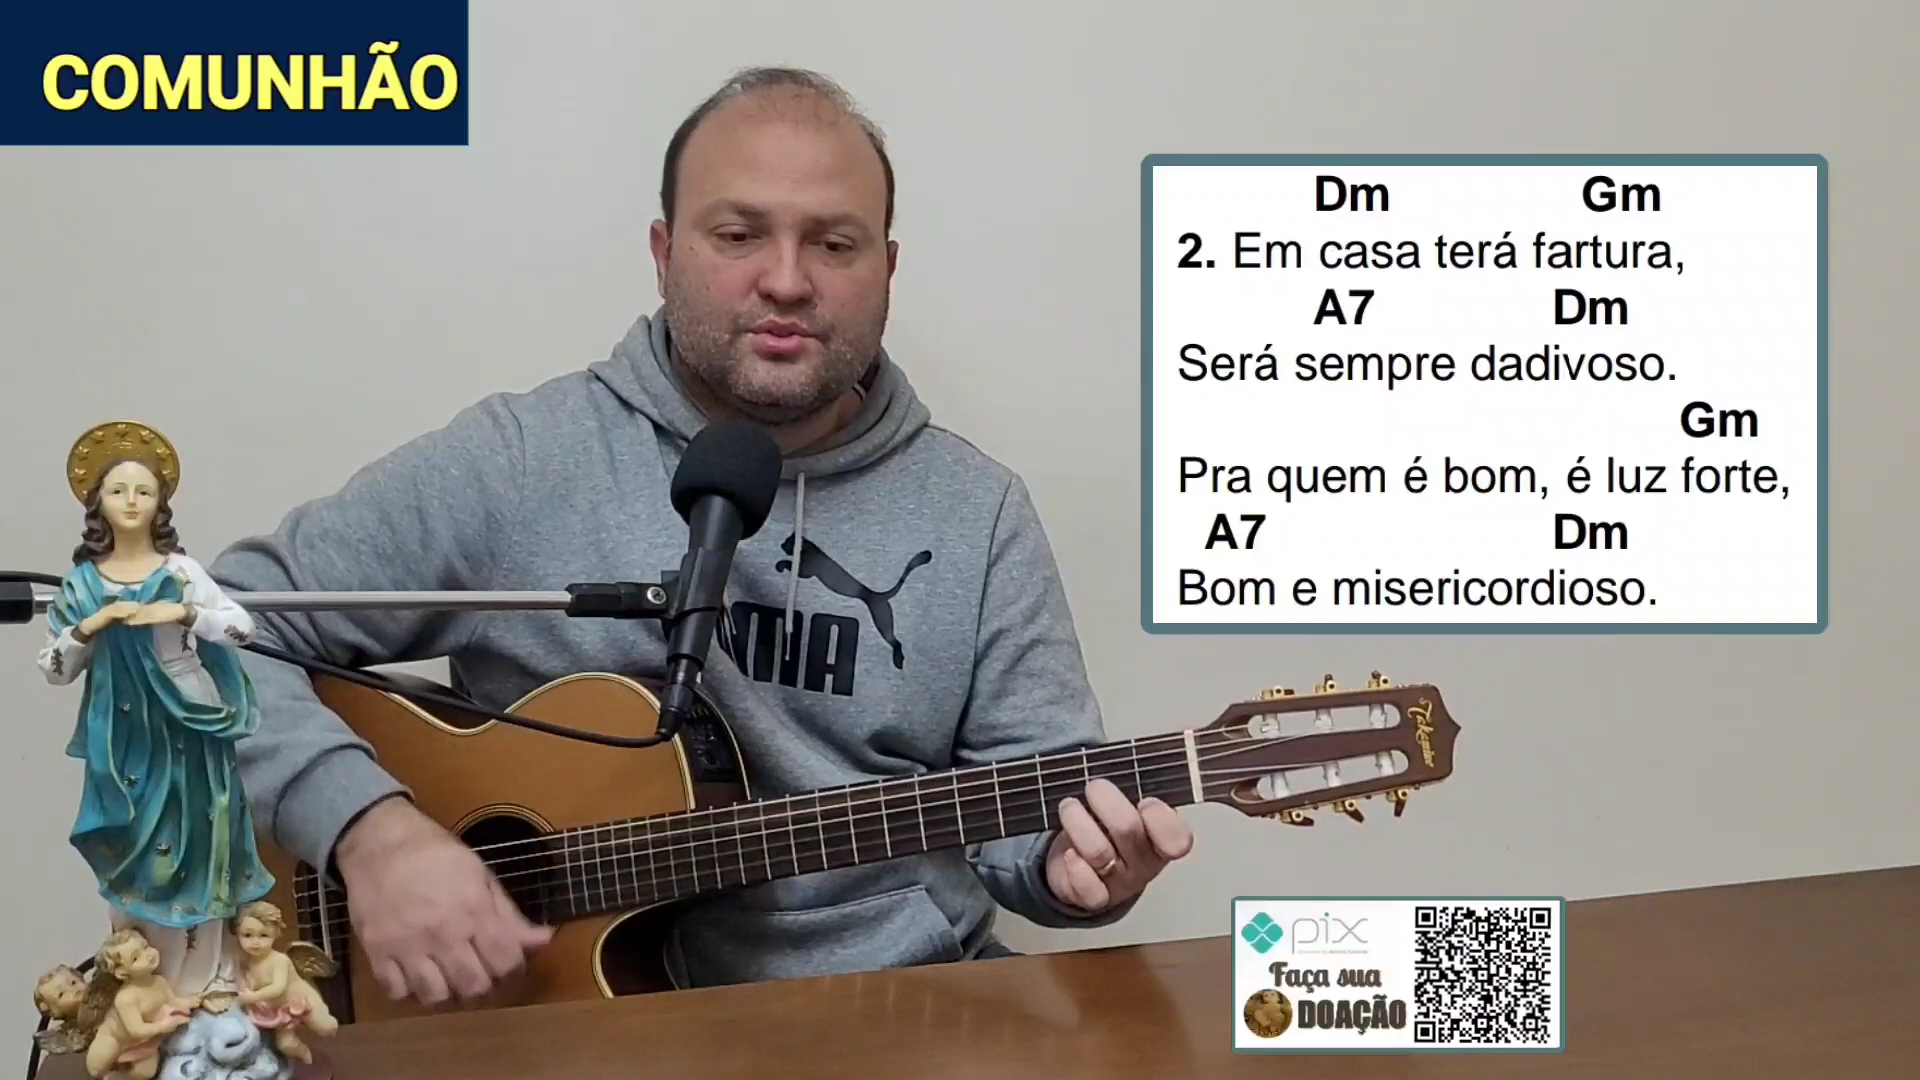 COMUNHÃO
Dm Gm
2. Em casa terá fartura,
A7 Dm
Será sempre dadivoso.
Gm
Pra quem é bom, é luz forte,
A7 Dm
Bom e misericordioso.
Takamine
pix
Faça sua
DOAÇÃO